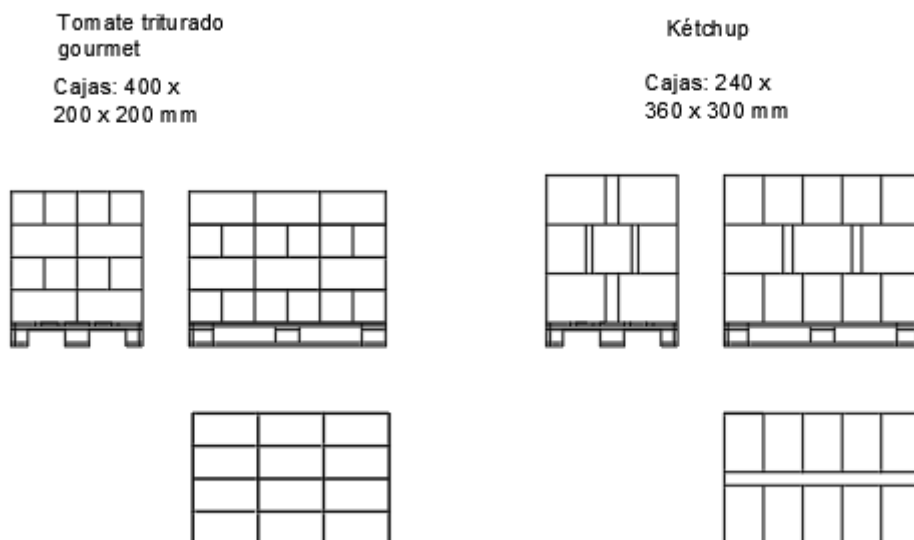 Tomate triturado
gourmet
Cajas: 400 x
200 x 200 mm
Kétchup
Cajas: 240 x
360 x 300 mm